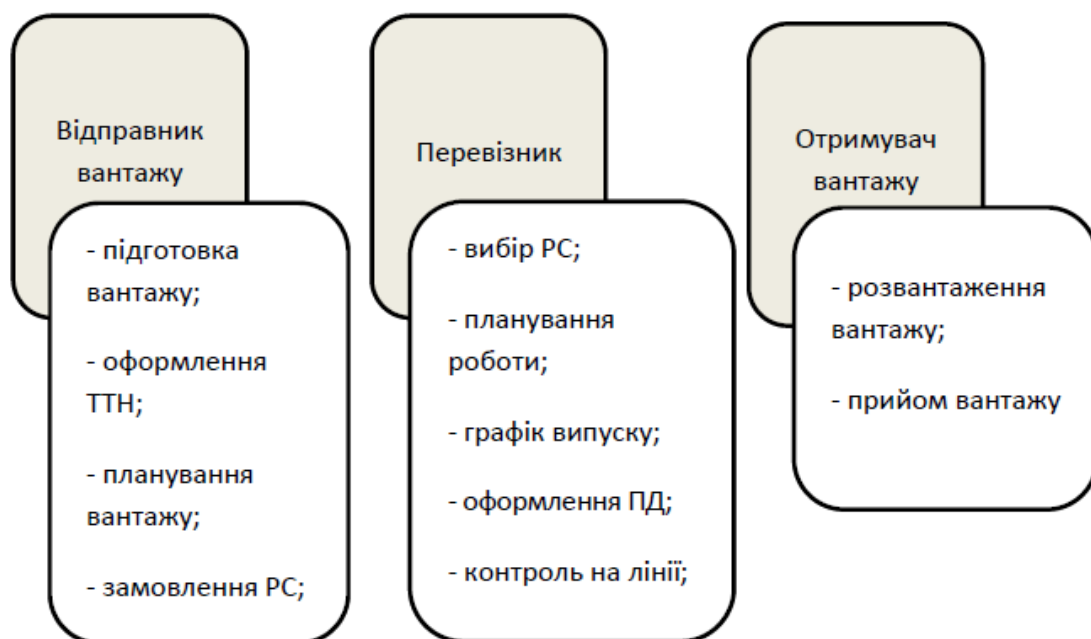 Відправник
вантажу
- підготовка
вантажу;
- оформлення
ТТН;
- планування
вантажу;
- замовлення РС;
Перевізник
- вибір РС;
- планування
роботи;
- графік випуску;
- оформлення ПД;
- контроль на лінії;
Отримувач
вантажу
- розвантаження
вантажу;
- прийом вантажу